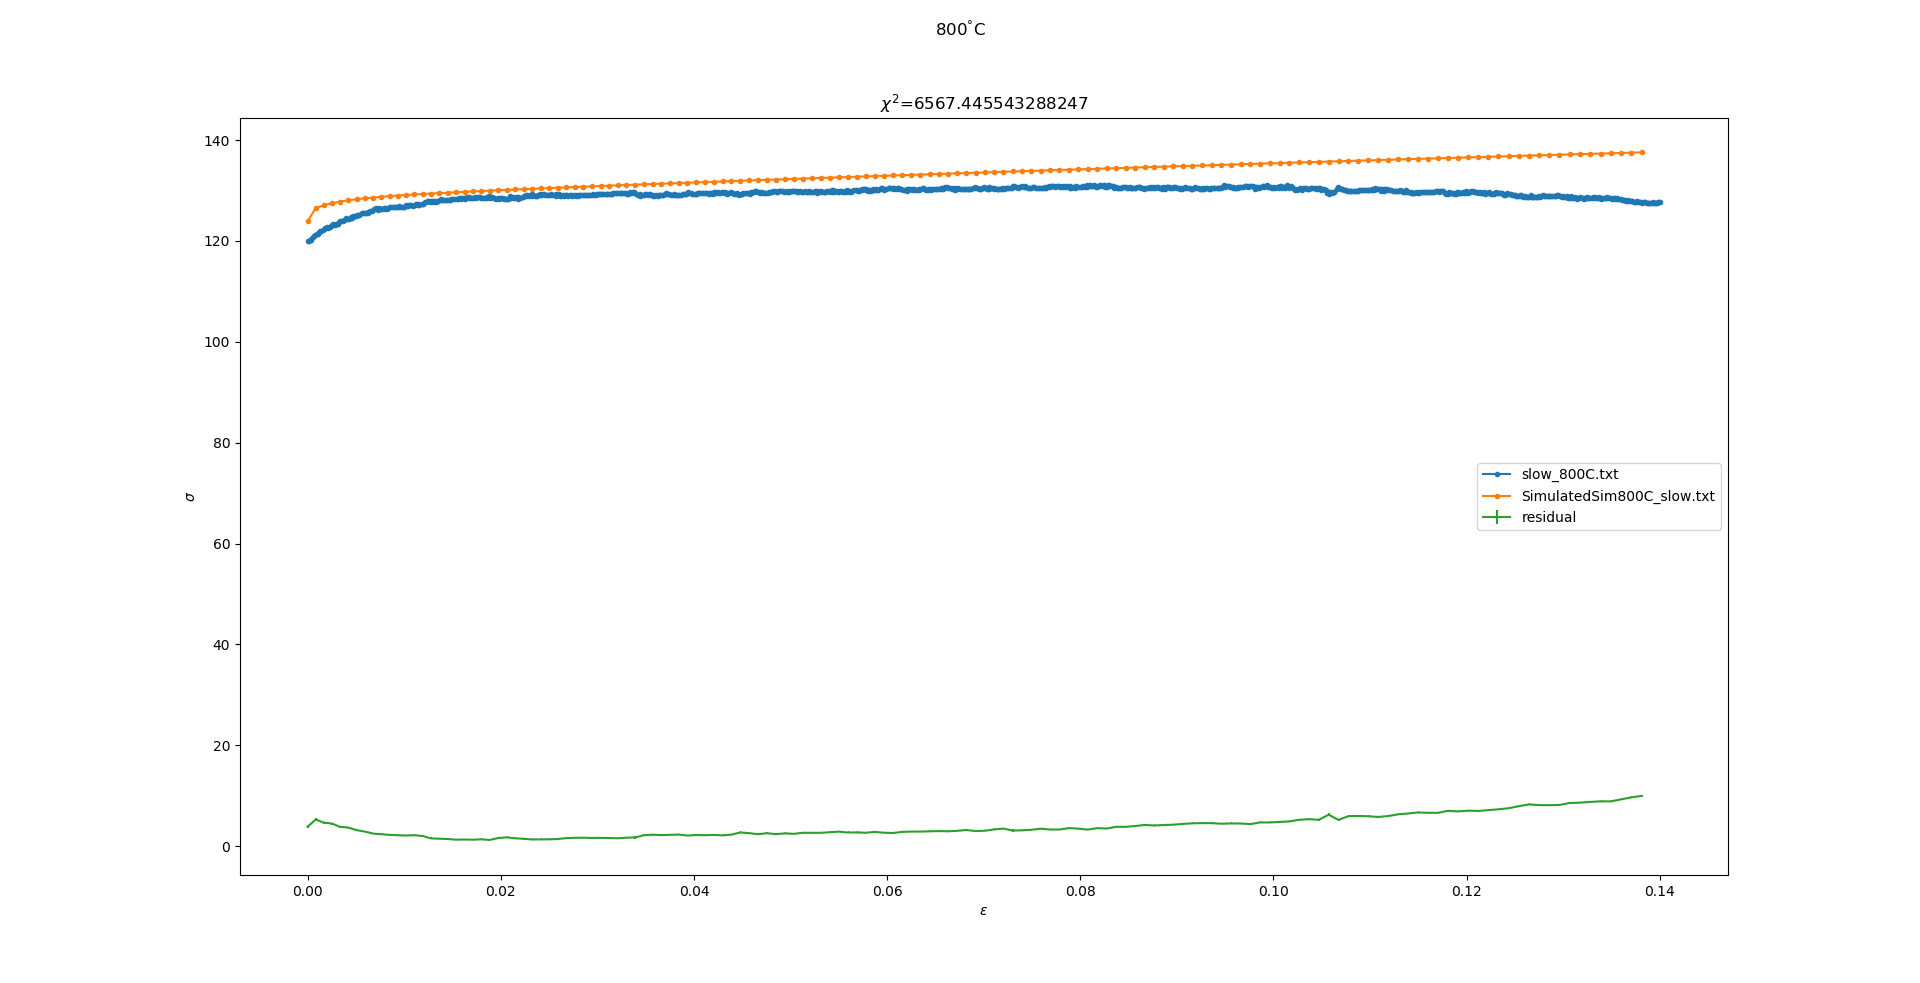 800°C
χ²=6567.445543288247
140
120
100
80
60
40
20
0
σ
slow_800C.txt
SimulatedSim800C_slow.txt
residual
0.00 0.02 0.04 0.06 0.08 0.10 0.12 0.14
ε